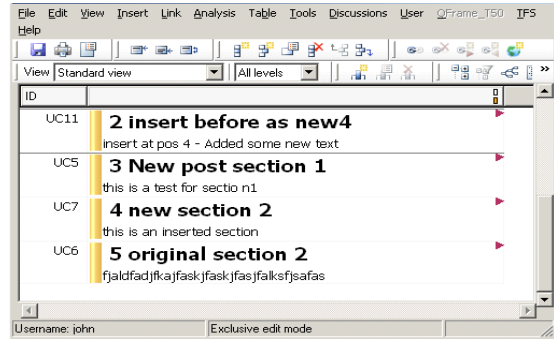 File Edit View Insert Link Analysis Table Tools Discussions User QFrame_T50 TFS
Help
View Standard view All levels
ID
UC11 2 insert before as new4
insert at pos 4 - Added some new text
UC5 3 New post section 1
this is a test for sectio n1
UC7 4 new section 2
this is an inserted section
UC6 5 original section 2
fjaldfadjfkajfaskjfaskjfasjfalksfjsafas
Username: john Exclusive edit mode